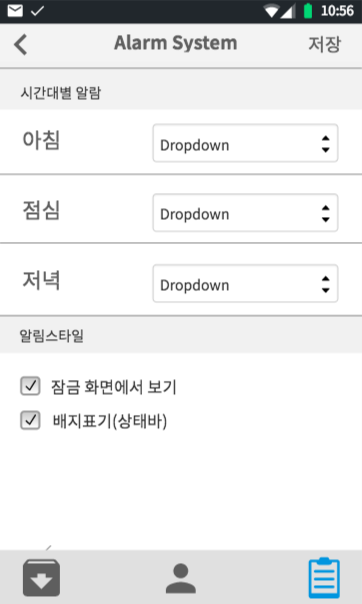 10:56
Alarm System 저장
시간대별 알람
아침 Dropdown
점심 Dropdown
저녁 Dropdown
알림스타일
잠금 화면에서 보기
배지표기(상태바)